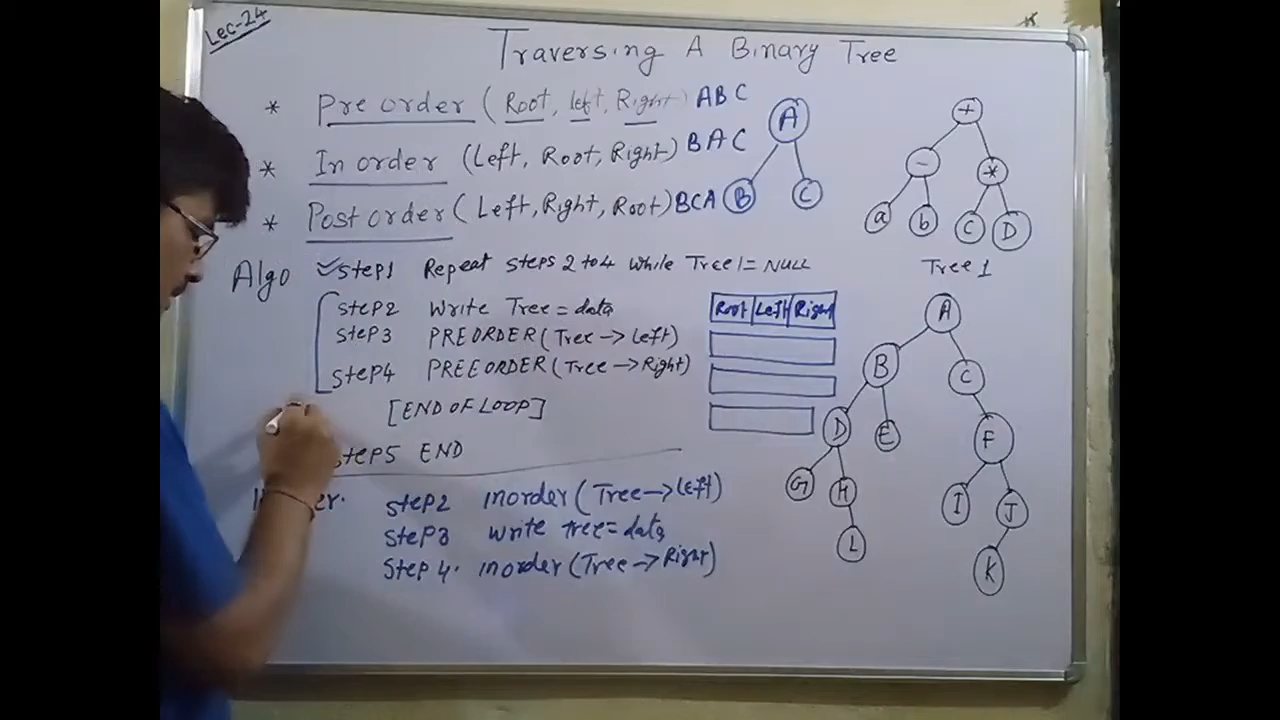 Lec-24
Traversing A Binary Tree
* Pre order (Root, left, Right) ABC
* In order (Left, Root, Right) BAC
* Post order (Left, Right, Root) BCA
A
B C
+
- *
a b C D
Tree 1
Algo step1 Repeat steps 2 to 4 while Tree != NULL
step2 write Tree = data
step3 PREORDER (Tree -> left)
step4 PREEORDER (Tree -> Right)
[END OF LOOP]
step5 END
Root Left Right
A
B C
D E F
G H I J
L K
step2 inorder (Tree -> left)
step3 write tree = data
step 4. inorder (Tree -> Right)